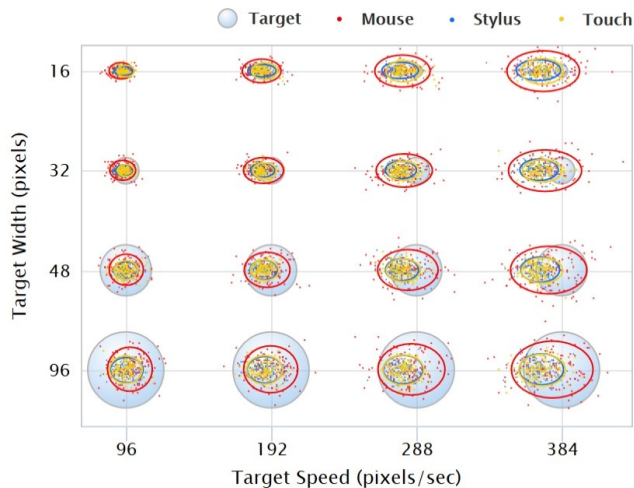 Target Mouse Stylus Touch
16
32
48
96
Target Width (pixels)
96 192 288 384
Target Speed (pixels/sec)